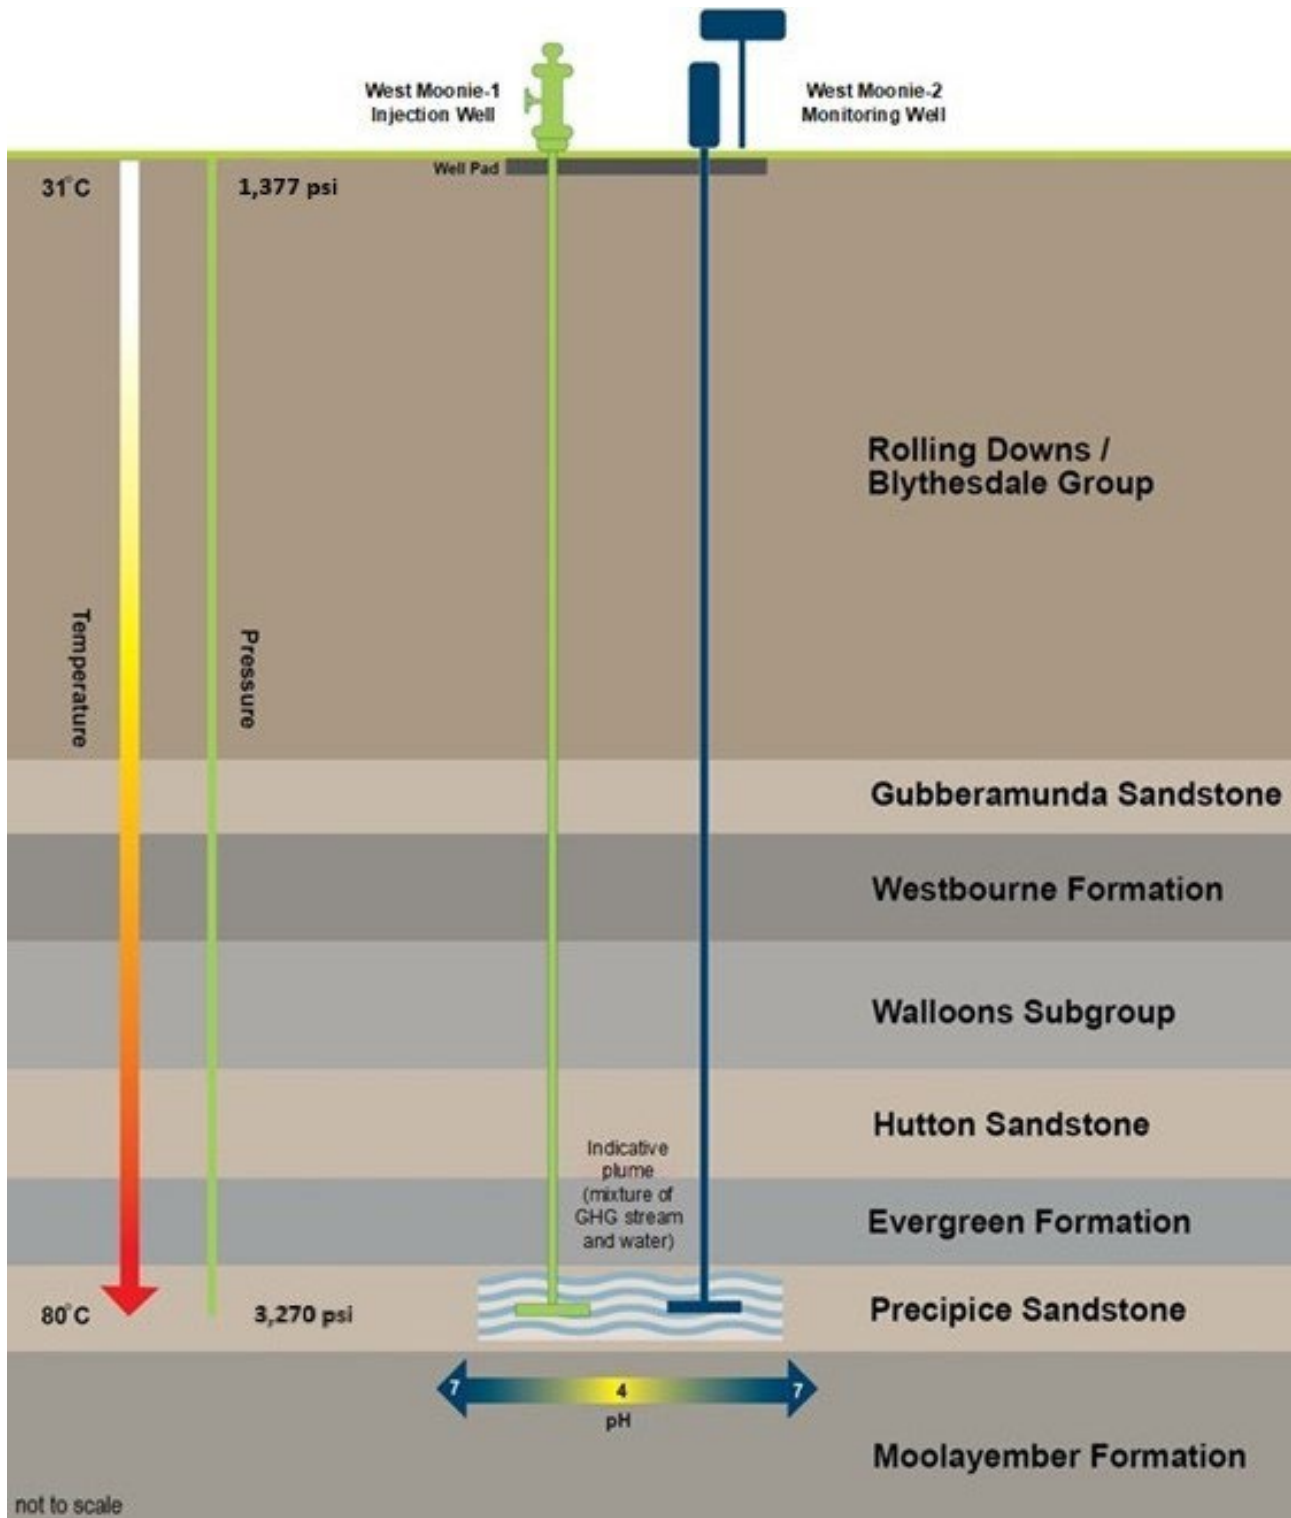 West Moonie-1
Injection Well
West Moonie-2
Monitoring Well
Well Pad
31°C
1,377 psi
Rolling Downs /
Blythesdale Group
Temperature
Pressure
Gubberamunda Sandstone
Westbourne Formation
Walloons Subgroup
Hutton Sandstone
Indicative
plume
(mixture of
GHG stream
and water)
Evergreen Formation
80°C
3,270 psi
Precipice Sandstone
7
4
7
pH
Moolayember Formation
not to scale